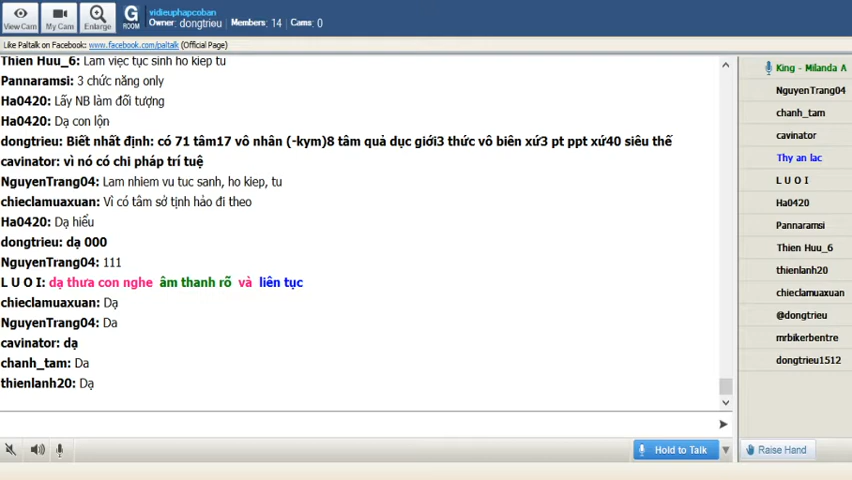 View Cam
My Cam
Enlarge
G
ROOM
vidieuphapcoban
Owner: dongtrieu Members: 14 Cams: 0
Like Paltalk on Facebook: www.facebook.com/paltalk (Official Page)
Thien Huu_6: Lam việc tục sinh ho kiep tu
Pannaramsi: 3 chức năng only
Ha0420: Lấy NB làm đối tượng
Ha0420: Dạ con lộn
dongtrieu: Biết nhất định: có 71 tâm17 vô nhân (-kym)8 tâm quả dục giới3 thức vô biên xứ3 pt ppt xứ40 siêu thế
cavinator: vì nó có chi pháp trí tuệ
NguyenTrang04: Lam nhiem vu tuc sanh, ho kiep, tu
chieclamuaxuan: Vì có tâm sở tịnh hảo đi theo
Ha0420: Dạ hiểu
dongtrieu: dạ 000
NguyenTrang04: 111
L U O I: dạ thưa con nghe âm thanh rõ và liên tục
chieclamuaxuan: Dạ
NguyenTrang04: Da
cavinator: dạ
chanh_tam: Da
thienlanh20: Dạ
Hold to Talk
King - Milanda A
NguyenTrang04
chanh_tam
cavinator
Thy an lac
L U O I
Ha0420
Pannaramsi
Thien Huu_6
thienlanh20
chieclamuaxuan
@dongtrieu
mrbikerbentre
dongtrieu1512
Raise Hand